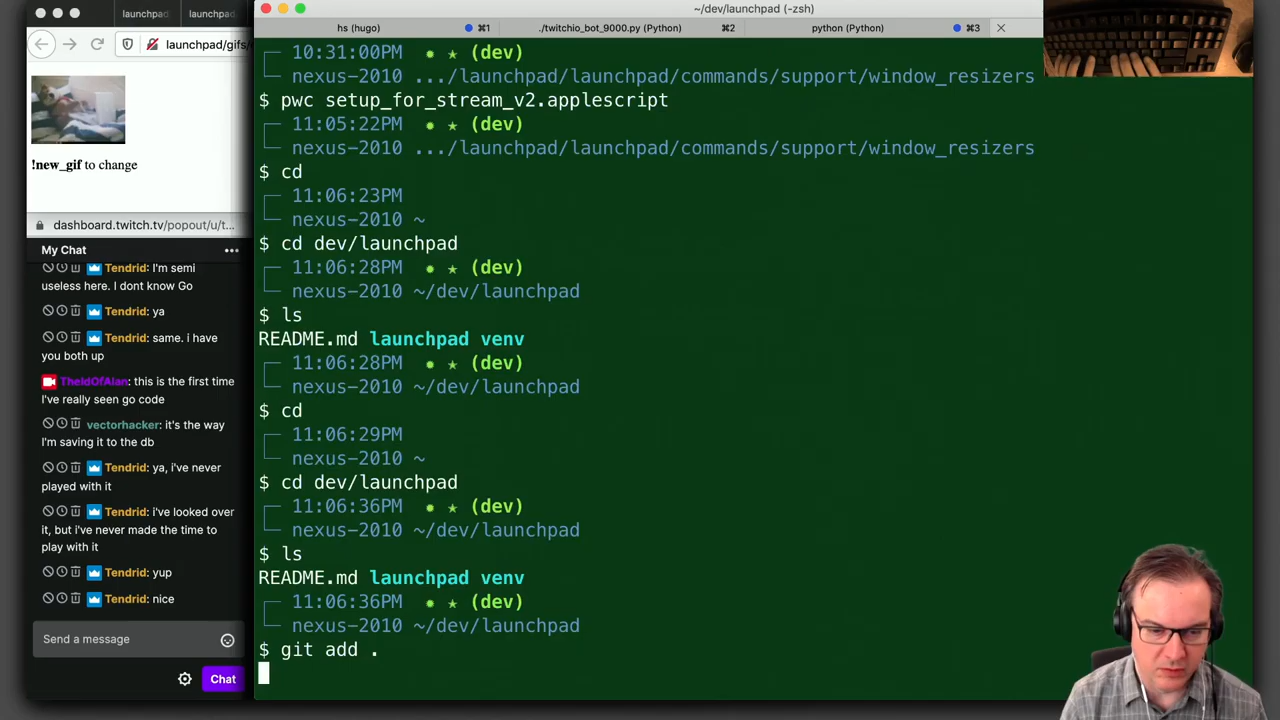 launchpad/
launchpad/
launchpad/gifs/
!new_gif to change
dashboard.twitch.tv/popout/u/t...
My Chat
Tendrid: I'm semi
useless here. I dont know Go
Tendrid: ya
Tendrid: same. i have
you both up
TheIdOfAlan: this is the first time
I've really seen go code
vectorhacker: it's the way
I'm saving it to the db
Tendrid: ya, i've never
played with it
Tendrid: i've looked over
it, but i've never made the time to
play with it
Tendrid: yup
Tendrid: nice
Send a message
Chat
~/dev/launchpad (-zsh)
hs (hugo) ⌘1
./twitchio_bot_9000.py (Python) ⌘2
python (Python) ⌘3
10:31:00PM ● ★ (dev)
nexus-2010 .../launchpad/launchpad/commands/support/window_resizers
$ pwc setup_for_stream_v2.applescript
11:05:22PM ● ★ (dev)
nexus-2010 .../launchpad/launchpad/commands/support/window_resizers
$ cd
11:06:23PM
nexus-2010 ~
$ cd dev/launchpad
11:06:28PM ● ★ (dev)
nexus-2010 ~/dev/launchpad
$ ls
README.md launchpad venv
11:06:28PM ● ★ (dev)
nexus-2010 ~/dev/launchpad
$ cd
11:06:29PM
nexus-2010 ~
$ cd dev/launchpad
11:06:36PM ● ★ (dev)
nexus-2010 ~/dev/launchpad
$ ls
README.md launchpad venv
11:06:36PM ● ★ (dev)
nexus-2010 ~/dev/launchpad
$ git add .